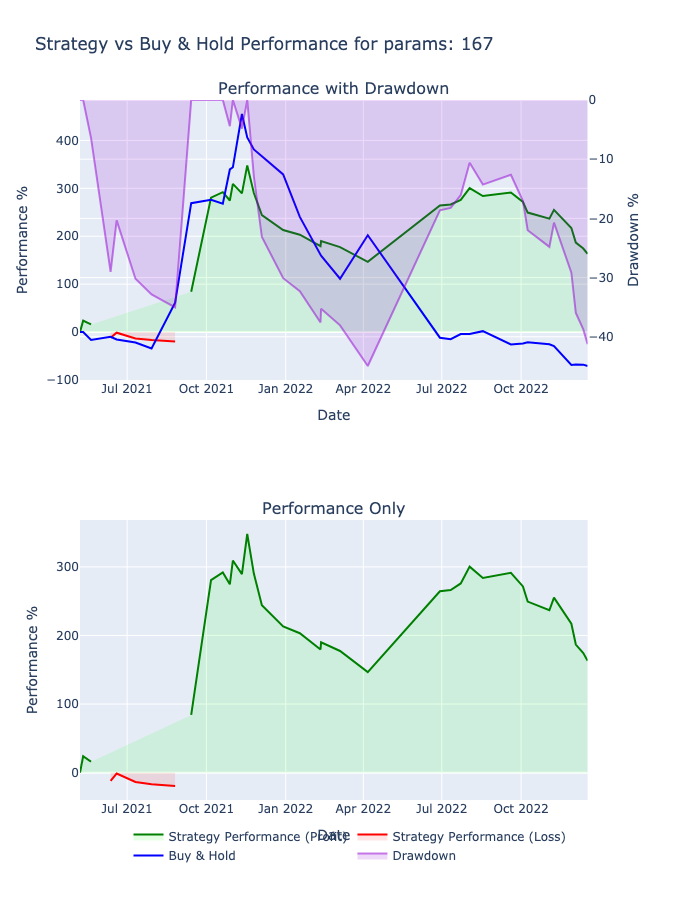 Strategy vs Buy & Hold Performance for params: 167
Performance with Drawdown
400
300
200
100
0
−100
Performance %
0
−10
−20
−30
−40
Drawdown %
Jul 2021 Oct 2021 Jan 2022 Apr 2022 Jul 2022 Oct 2022
Date
Performance Only
300
200
100
0
Performance %
Jul 2021 Oct 2021 Jan 2022 Apr 2022 Jul 2022 Oct 2022
Date
Strategy Performance (Profit) Strategy Performance (Loss)
Buy & Hold Drawdown